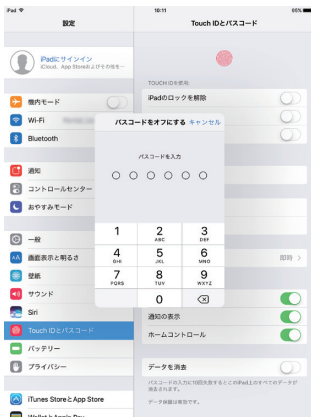 iPad
10:11
95%
設定
Touch IDとパスコード
iPadにサインイン
iCloud、App Storeおよびその他を…
TOUCH IDを使用:
機内モード
iPadのロックを解除
Wi-Fi
Bluetooth
パスコードをオフにする キャンセル
パスコードを入力
通知
コントロールセンター
おやすみモード
1
2
ABC
3
DEF
4
GHI
5
JKL
6
MNO
7
PQRS
8
TUV
9
WXYZ
0
一般
画面表示と明るさ
即時
壁紙
サウンド
Siri
通知の表示
Touch IDとパスコード
ホームコントロール
バッテリー
プライバシー
データを消去
パスコードの入力に10回失敗するとこのiPad上のすべてのデータが
消去されます。
データ保護は有効です。
iTunes StoreとApp Store
Wallet と Apple Pay